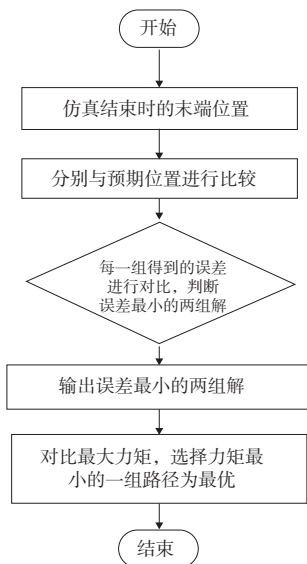 开始
仿真结束时的末端位置
分别与预期位置进行比较
每一组得到的误差
进行对比，判断
误差最小的两组解
输出误差最小的两组解
对比最大力矩，选择力矩最
小的一组路径为最优
结束